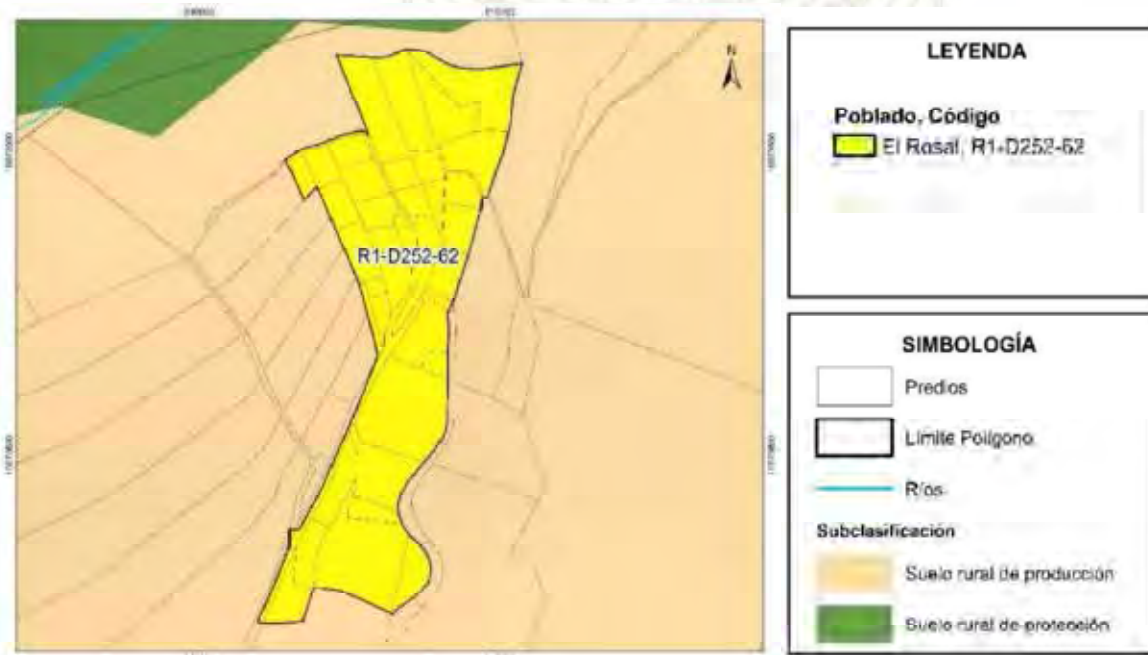 N
R1-D252-62
LEYENDA
Poblado, Código
El Rosal, R1-D252-62
SIMBOLOGÍA
Predios
Límite Polígono
Ríos
Subclasificación
Suelo rural de producción
Suelo rural de protección